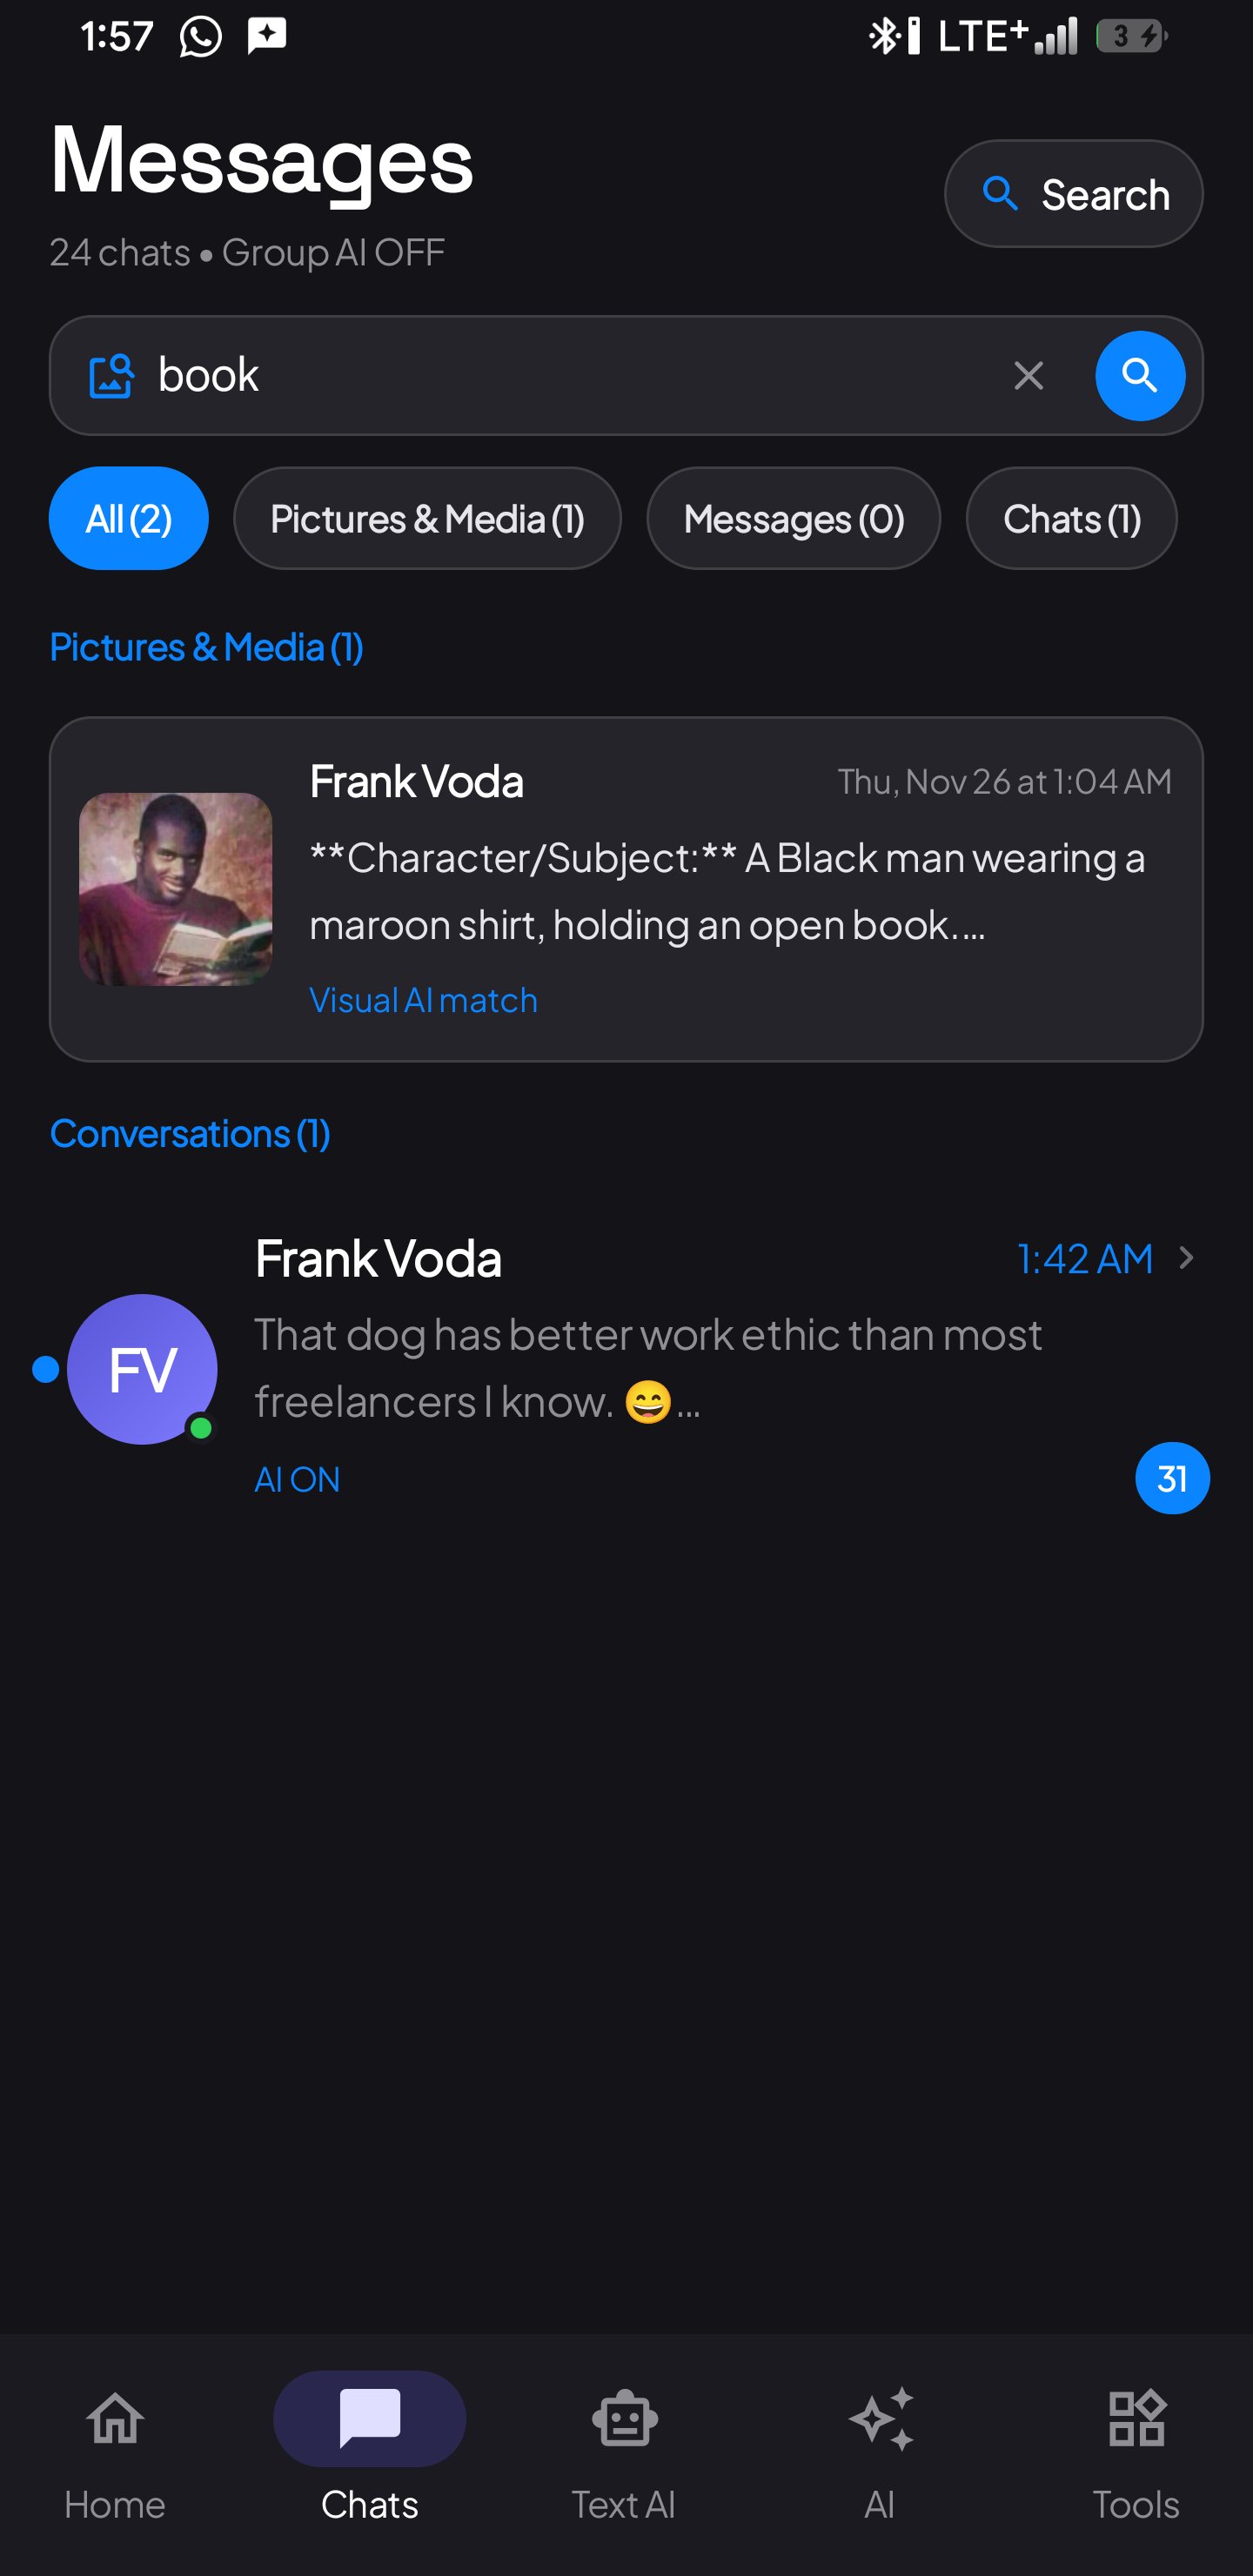 1:57
LTE+
3
Messages
Search
24 chats • Group AI OFF
book
All (2)
Pictures & Media (1)
Messages (0)
Chats (1)
Pictures & Media (1)
Frank Voda
Thu, Nov 26 at 1:04 AM
**Character/Subject:** A Black man wearing a
maroon shirt, holding an open book.…
Visual AI match
Conversations (1)
Frank Voda
1:42 AM
FV
That dog has better work ethic than most
freelancers I know. 😄…
AI ON
31
Home
Chats
Text AI
AI
Tools